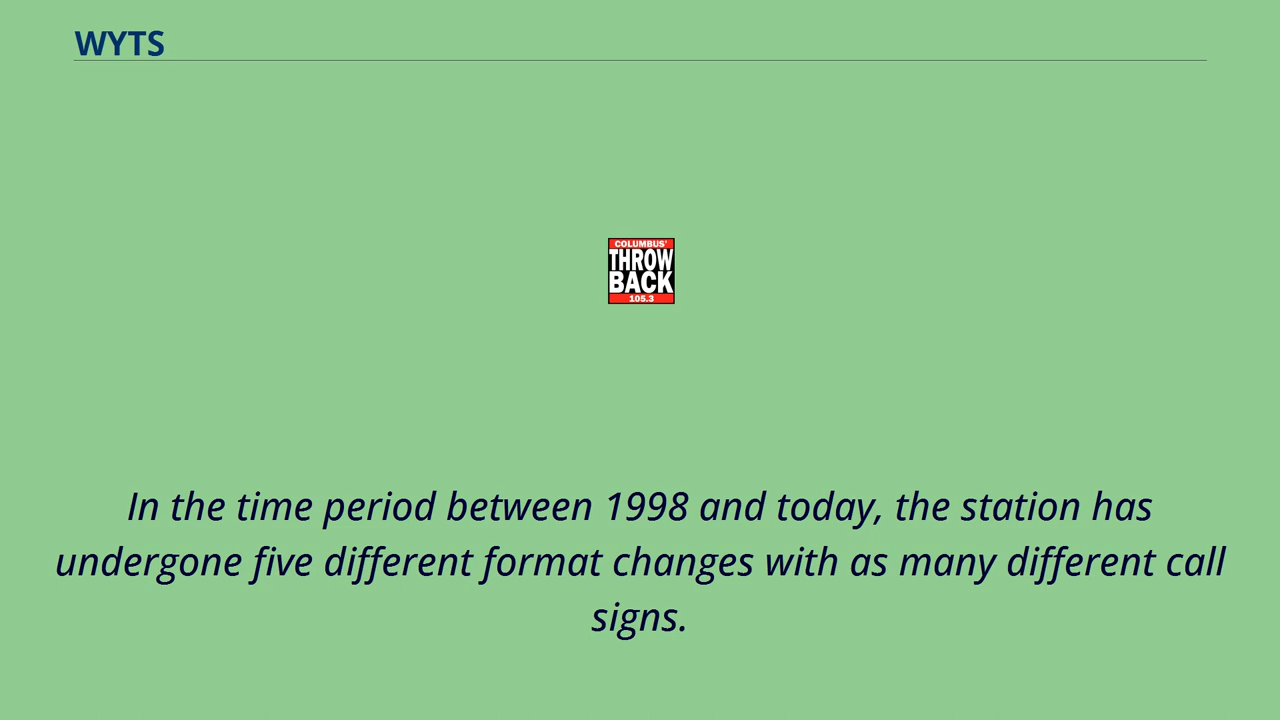 WYTS
COLUMBUS'
THROW
BACK
105.3
In the time period between 1998 and today, the station has
undergone five different format changes with as many different call
signs.